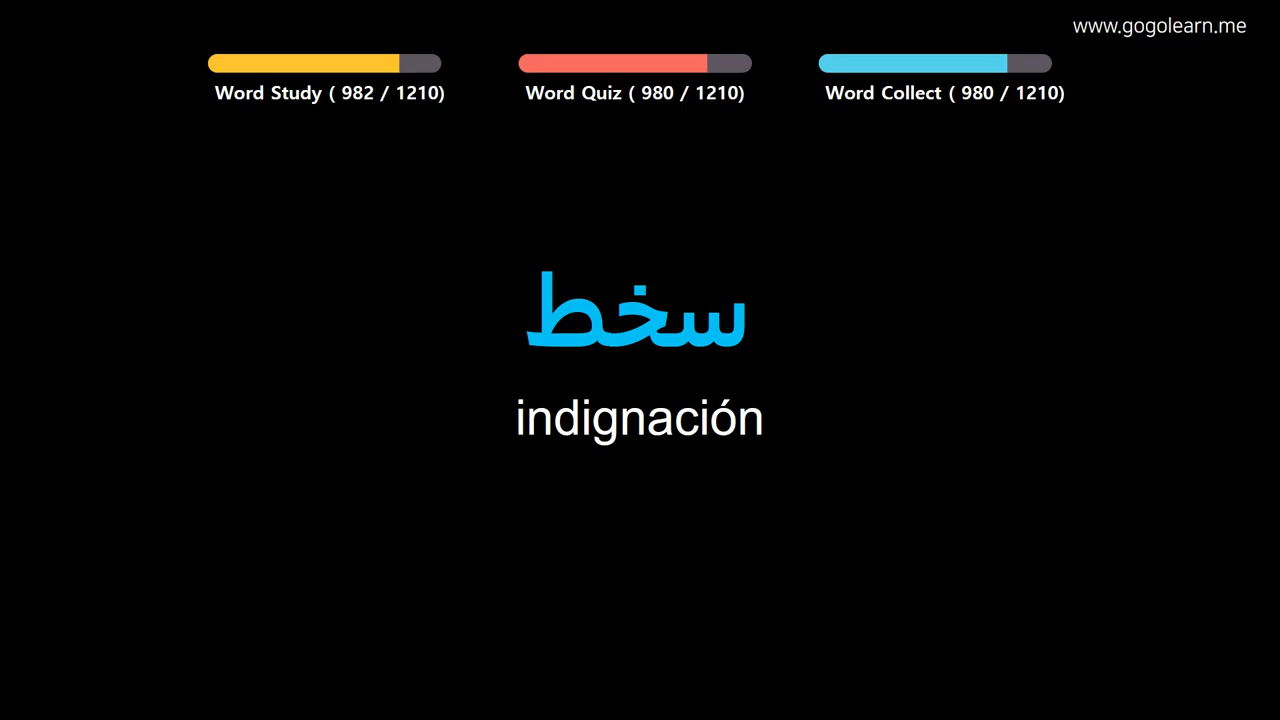 www.gogolearn.me
Word Study ( 982 / 1210)
Word Quiz ( 980 / 1210)
Word Collect ( 980 / 1210)
سخط
indignación